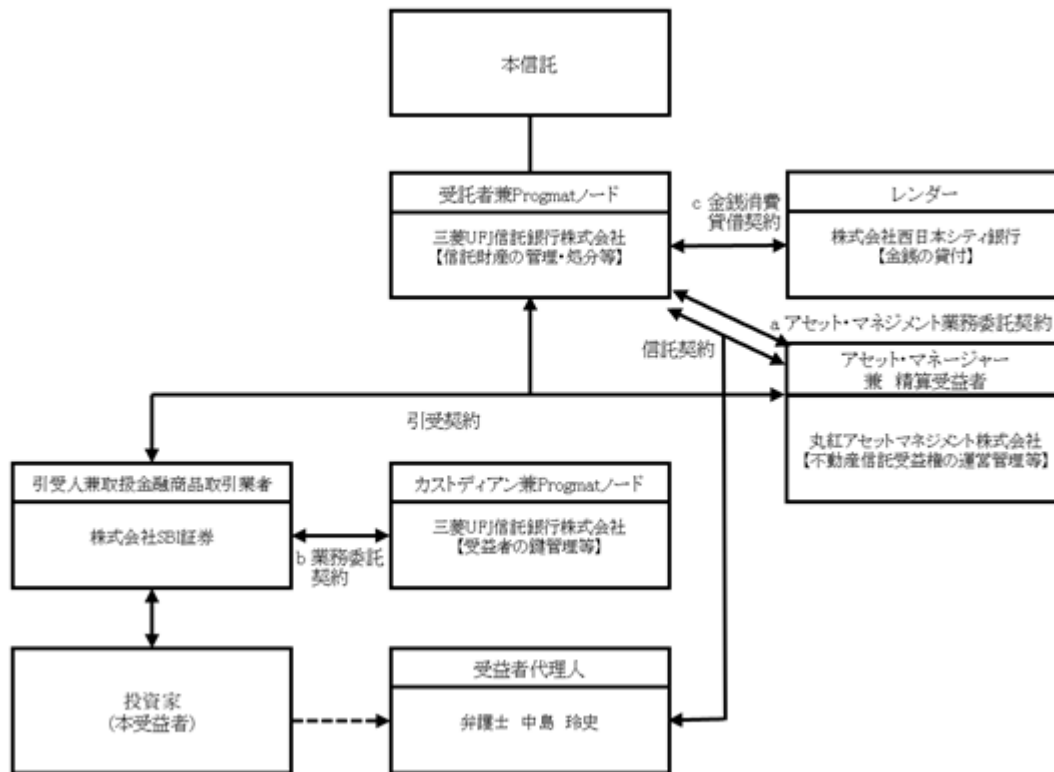 本信託
受託者兼Progmatノード
三菱UFJ信託銀行株式会社
【信託財産の管理・処分等】
c 金銭消費
貸借契約
レンダー
株式会社西日本シティ銀行
【金銭の貸付】
a アセット・マネジメント業務委託契約
信託契約
アセット・マネージャー
兼 精算受益者
丸紅アセットマネジメント株式会社
【不動産信託受益権の運営管理等】
引受契約
引受人兼取扱金融商品取引業者
株式会社SBI証券
b 業務委託
契約
カストディアン兼Progmatノード
三菱UFJ信託銀行株式会社
【受益者の鍵管理等】
投資家
(本受益者)
受益者代理人
弁護士 中島 玲史